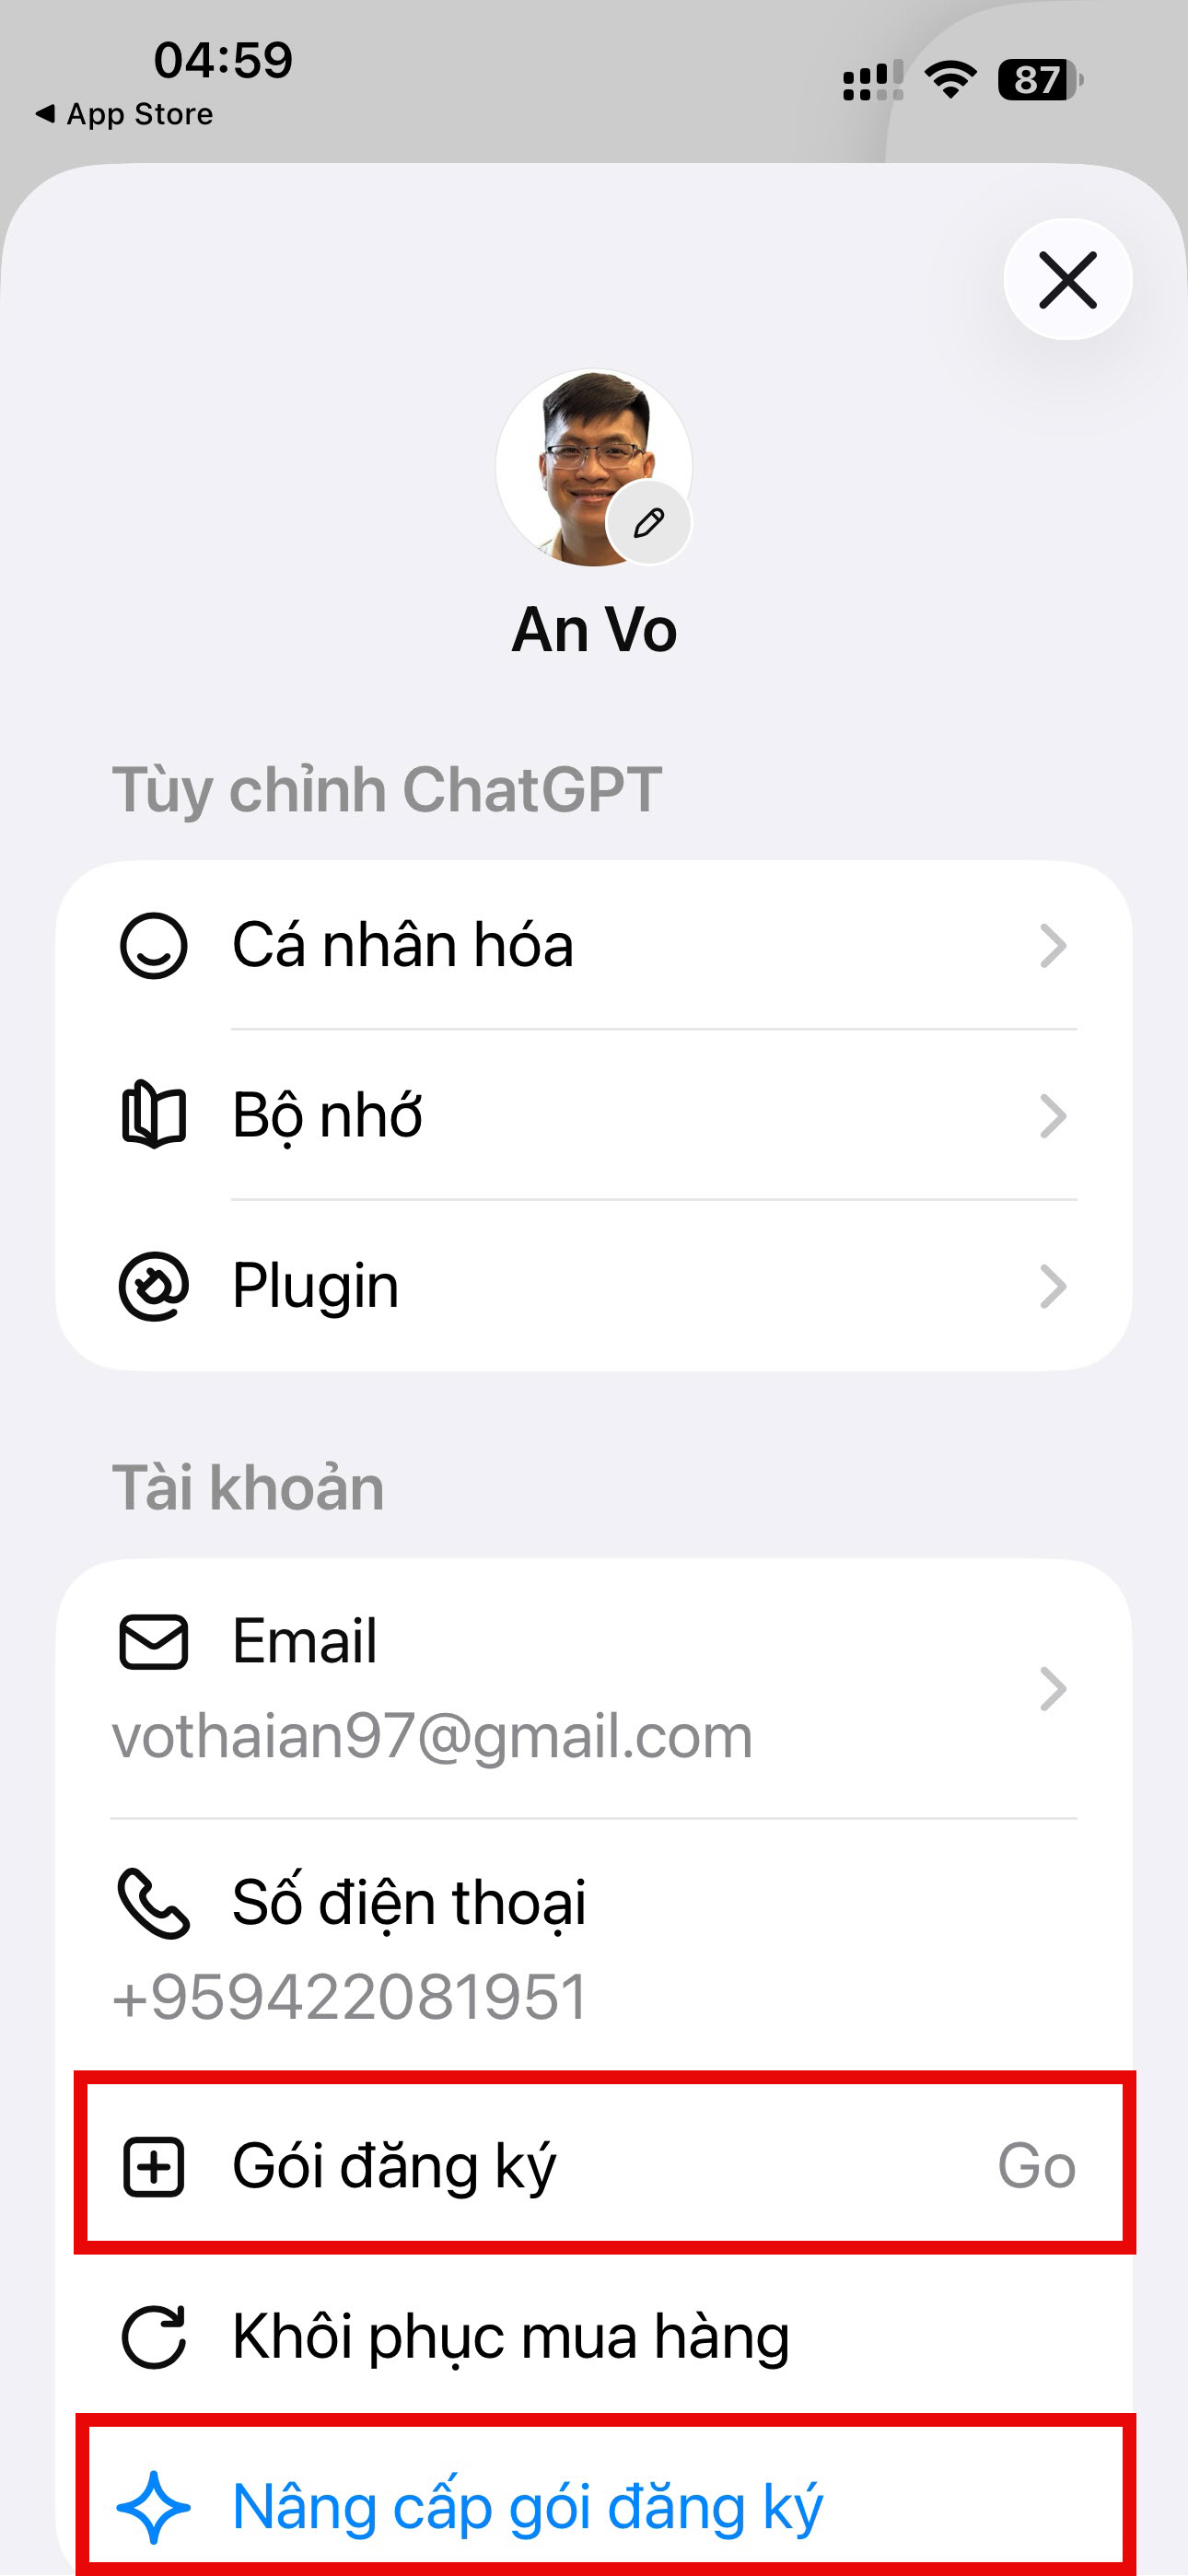 04:59
87
◀ App Store
An Vo
Tùy chỉnh ChatGPT
Cá nhân hóa
Bộ nhớ
Plugin
Tài khoản
Email
vothaian97@gmail.com
Số điện thoại
+959422081951
Gói đăng ký Go
Khôi phục mua hàng
Nâng cấp gói đăng ký